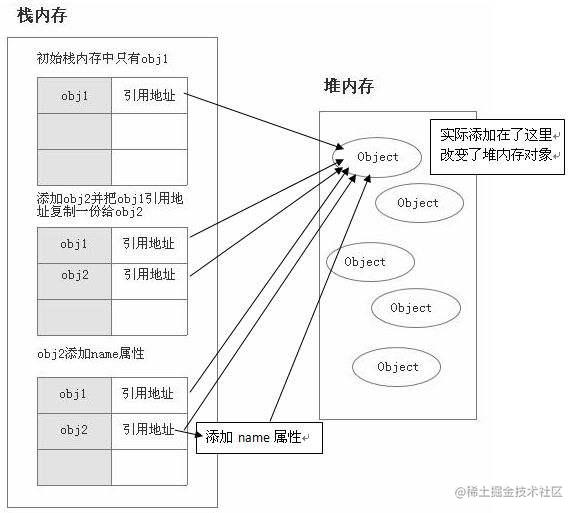 栈内存
初始栈内存中只有obj1
obj1 引用地址
添加obj2并把obj1引用地
址复制一份给obj2
obj1 引用地址
obj2 引用地址
obj2添加name属性
obj1 引用地址
obj2 引用地址
添加 name 属性↵
堆内存
实际添加在了这里
改变了堆内存对象↵
Object
Object
Object
Object
Object
@稀土掘金技术社区